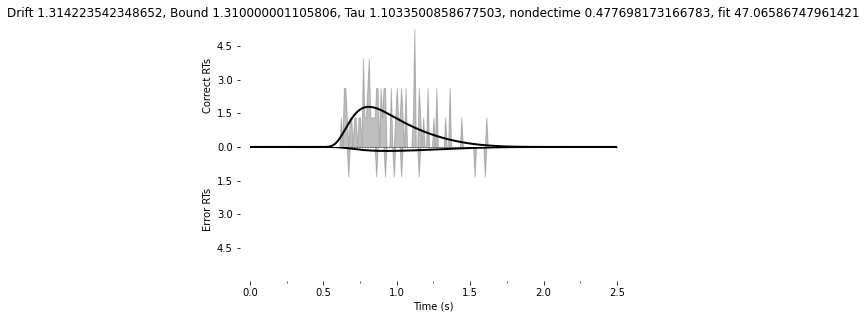 Drift 1.314223542348652, Bound 1.310000001105806, Tau 1.1033500858677503, nondectime 0.477698173166783, fit 47.06586747961421
4.5
3.0
1.5
0.0
1.5
3.0
4.5
Correct RTs
Error RTs
0.0 0.5 1.0 1.5 2.0 2.5
Time (s)